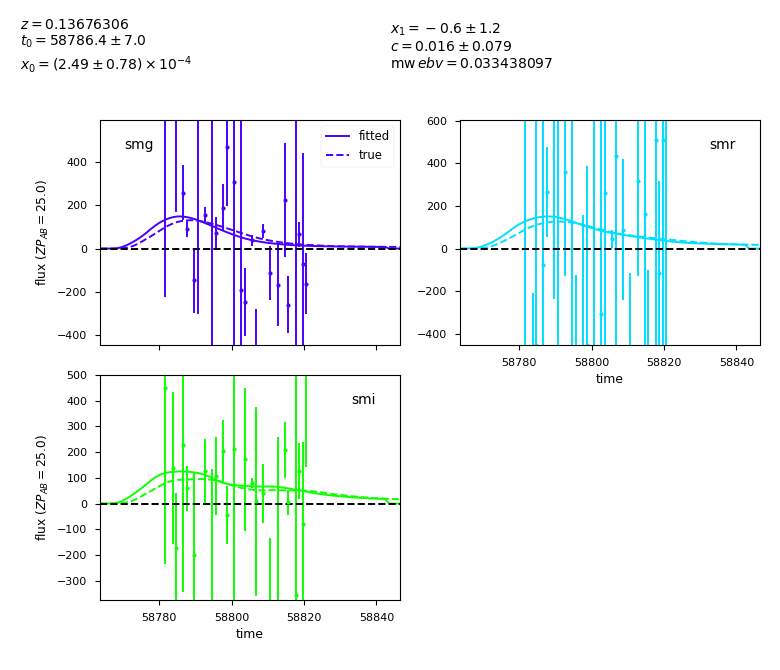 z = 0.13676306
t₀ = 58786.4 ± 7.0
x₀ = (2.49 ± 0.78) × 10⁻⁴
x₁ = −0.6 ± 1.2
c = 0.016 ± 0.079
mw ebv = 0.033438097
smg
fitted
true
400
200
0
−200
−400
flux (ZP_AB = 25.0)
smr
600
400
200
0
−200
−400
58780 58800 58820 58840
time
smi
500
400
300
200
100
0
−100
−200
−300
flux (ZP_AB = 25.0)
58780 58800 58820 58840
time